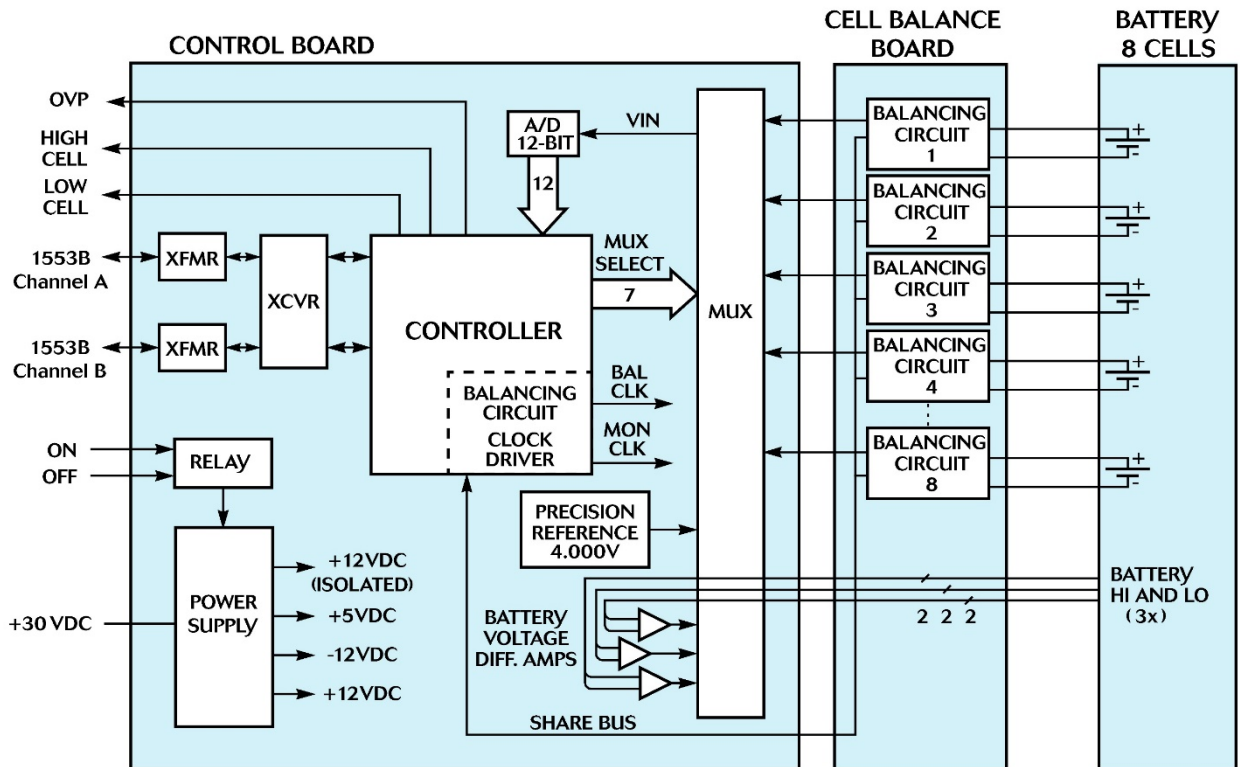 CONTROL BOARD
CELL BALANCE
BOARD
BATTERY
8 CELLS
OVP
HIGH
CELL
LOW
CELL
1553B
Channel A
1553B
Channel B
XFMR
XFMR
XCVR
A/D
12-BIT
VIN
12
MUX
SELECT
7
CONTROLLER
BALANCING
CIRCUIT
CLOCK
DRIVER
BAL
CLK
MON
CLK
MUX
ON
OFF
RELAY
+30 VDC
POWER
SUPPLY
+12VDC
(ISOLATED)
+5VDC
-12VDC
+12VDC
PRECISION
REFERENCE
4.000V
BATTERY
VOLTAGE
DIFF. AMPS
SHARE BUS
BALANCING
CIRCUIT
1
+
-
BALANCING
CIRCUIT
2
+
-
BALANCING
CIRCUIT
3
+
-
BALANCING
CIRCUIT
4
+
-
BALANCING
CIRCUIT
8
+
-
2 2 2
BATTERY
HI AND LO
(3x)